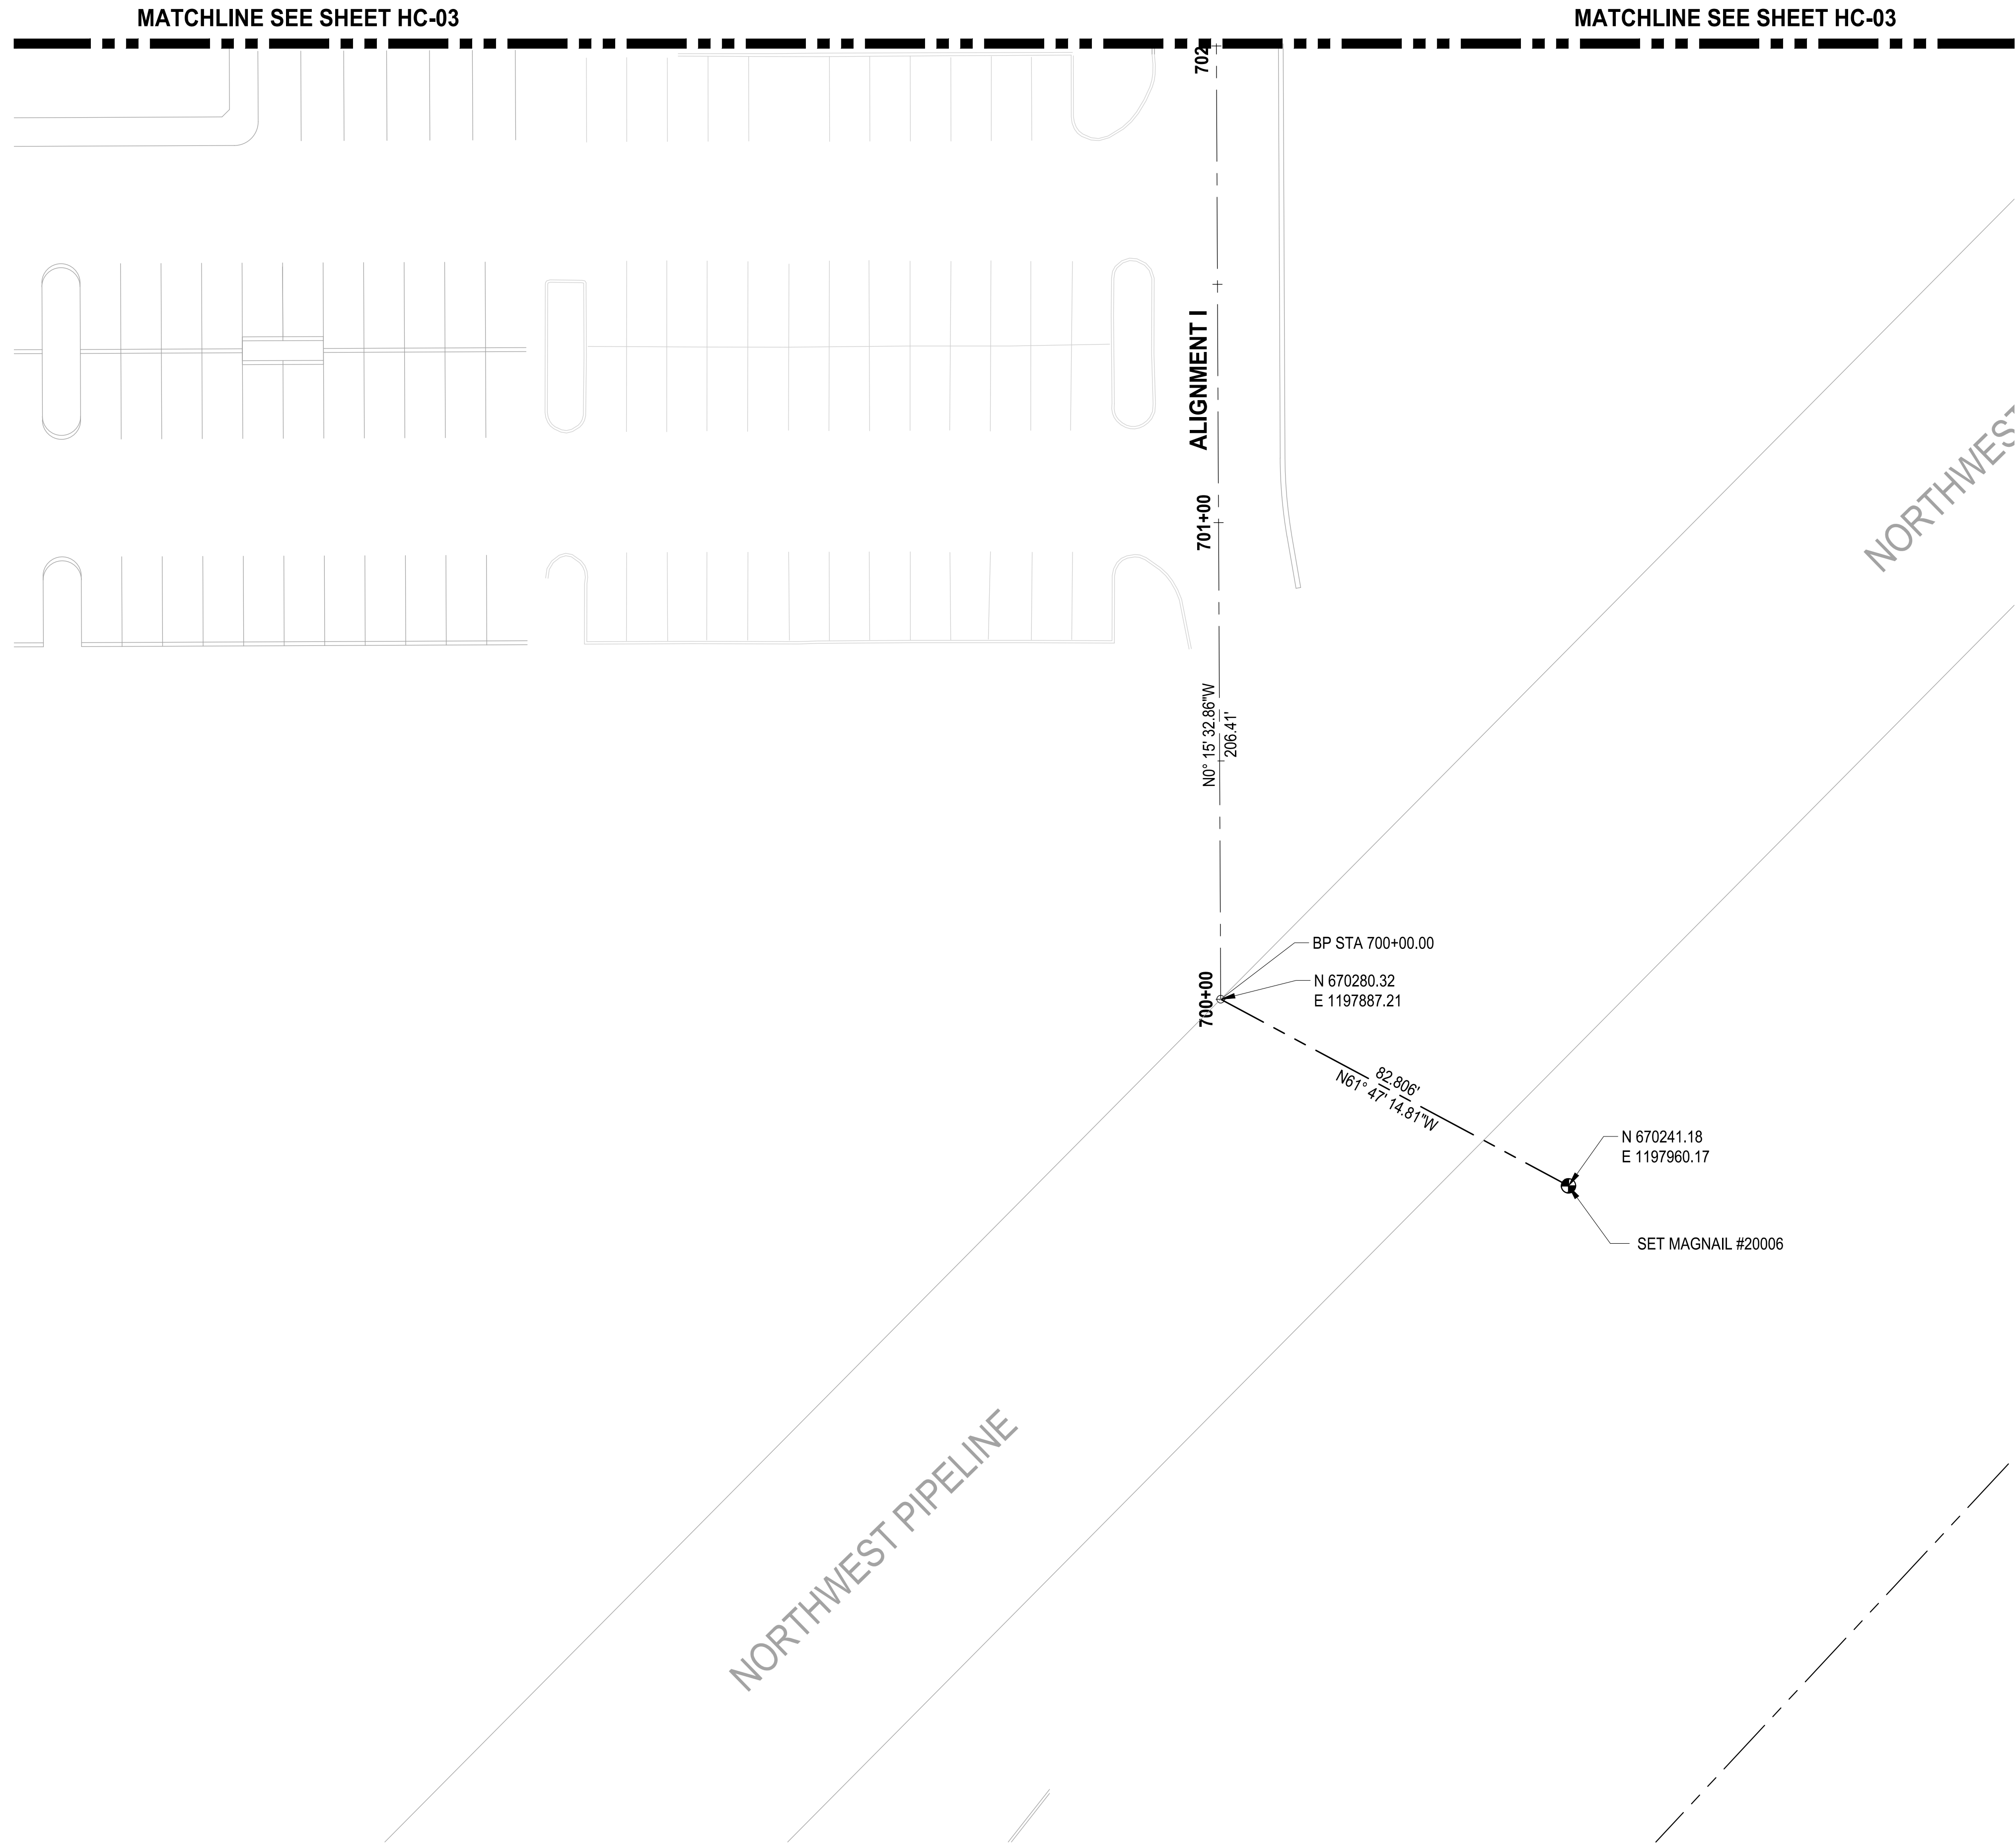 MATCHLINE SEE SHEET HC-03
MATCHLINE SEE SHEET HC-03
702
ALIGNMENT I
701+00
NORTHWES
N0° 15' 32.86"W
206.41'
BP STA 700+00.00
N 670280.32
E 1197887.21
700+00
82.806'
N61° 47' 14.81"W
N 670241.18
E 1197960.17
SET MAGNAIL #20006
NORTHWEST PIPELINE